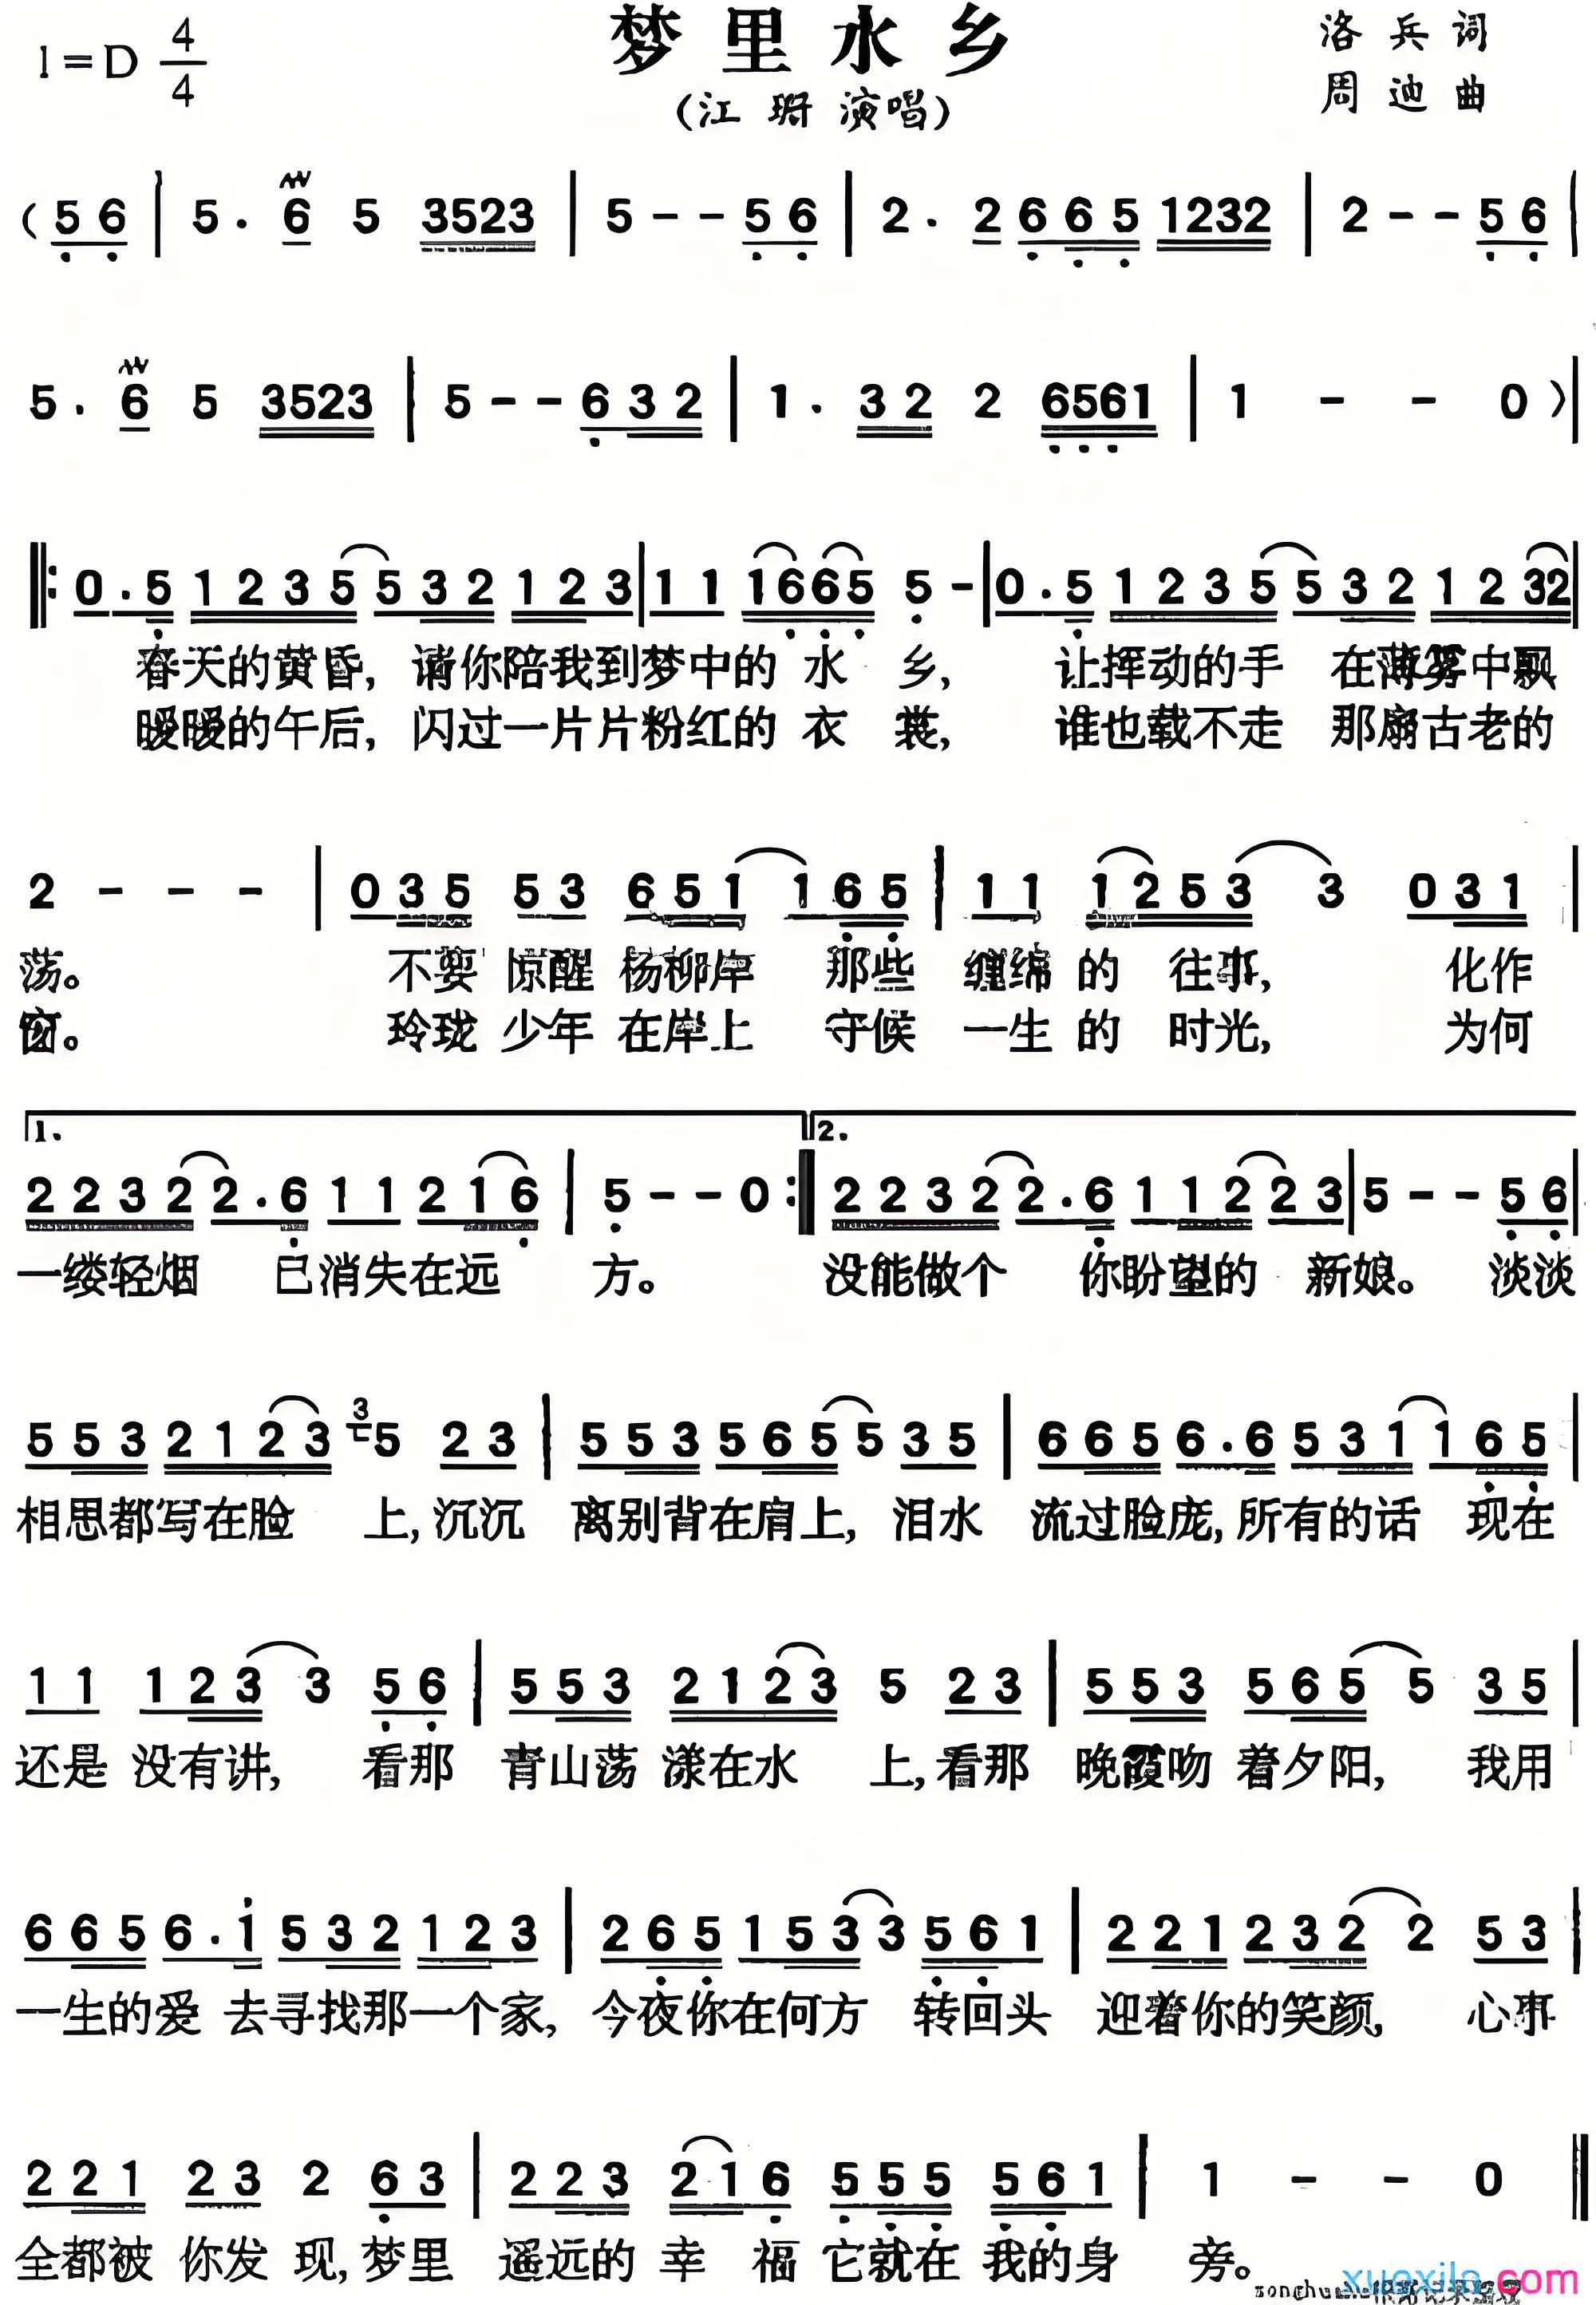 1=D 4/4
梦里水乡
(江珊 演唱)
洛兵 词
周迪 曲
(5 6 | 5 . 6 5 3523 | 5 - - 5 6 | 2 . 2 6 6 5 1232 | 2 - - 5 6 |
5 . 6 5 3523 | 5 - - 6 3 2 | 1 . 3 2 2 6561 | 1 - - 0 )|
‖: 0 . 5 1 2 3 5 5 3 2 1 2 3 | 1 1 1 6 6 5 5 - | 0 . 5 1 2 3 5 5 3 2 1 2 32 |
春天的黄昏, 请你陪我到梦中的 水 乡, 让挥动的手 在薄雾中飘
暧暧的午后, 闪过一片片粉红的 衣 裳, 谁也载不走 那扇古老的
2 - - - | 0 3 5 5 3 6 5 1 1 6 5 | 1 1 1 2 5 3 3 0 3 1 |
荡。 不要 惊醒 杨柳岸 那些 缠绵 的 往事, 化作
窗。 玲珑 少年 在岸上 守候 一生 的 时光, 为何
1. 2.
2 2 3 2 2 . 6 1 1 2 1 6 | 5 - - 0 :‖ 2 2 3 2 2 . 6 1 1 2 2 3 | 5 - - 5 6 |
一缕轻烟 已消失在远 方。 没能做个 你盼望的 新娘。 淡淡
5 5 3 2 1 2 3 3 5 2 3 | 5 5 3 5 6 5 5 3 5 | 6 6 5 6 . 6 5 3 1 1 6 5 |
相思都写在脸 上, 沉沉 离别背在肩上, 泪水 流过脸庞, 所有的话 现在
1 1 1 2 3 3 5 6 | 5 5 3 2 1 2 3 5 2 3 | 5 5 3 5 6 5 5 3 5 |
还是 没有讲, 看那 青山荡 漾在水 上, 看那 晚霞吻 着夕阳, 我用
6 6 5 6 . i 5 3 2 1 2 3 | 2 6 5 1 5 3 3 5 6 1 | 2 2 1 2 3 2 2 5 3 |
一生的爱 去寻找那一个家, 今夜你在何方 转回头 迎着你的笑颜, 心事
2 2 1 2 3 2 6 3 | 2 2 3 2 1 6 5 5 5 5 6 1 | 1 - - 0 ‖
全都被 你发 现, 梦里 遥远的 幸 福 它就在 我的身 旁。
xuexila.com